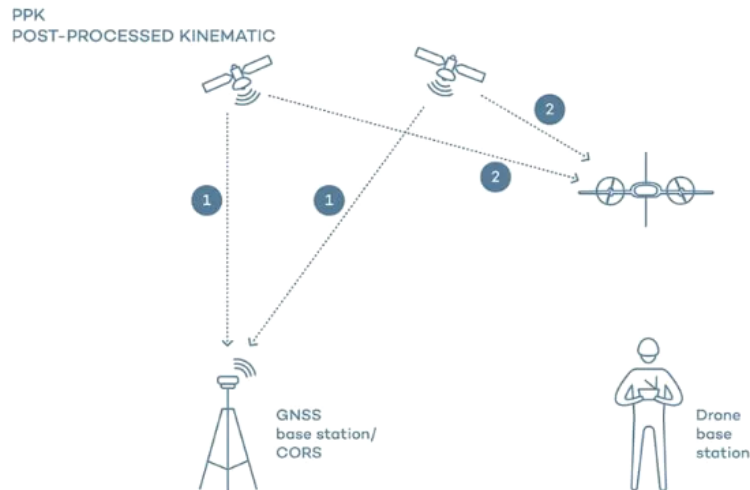 PPK
POST-PROCESSED KINEMATIC
2
2
1
1
GNSS
base station/
CORS
Drone
base
station